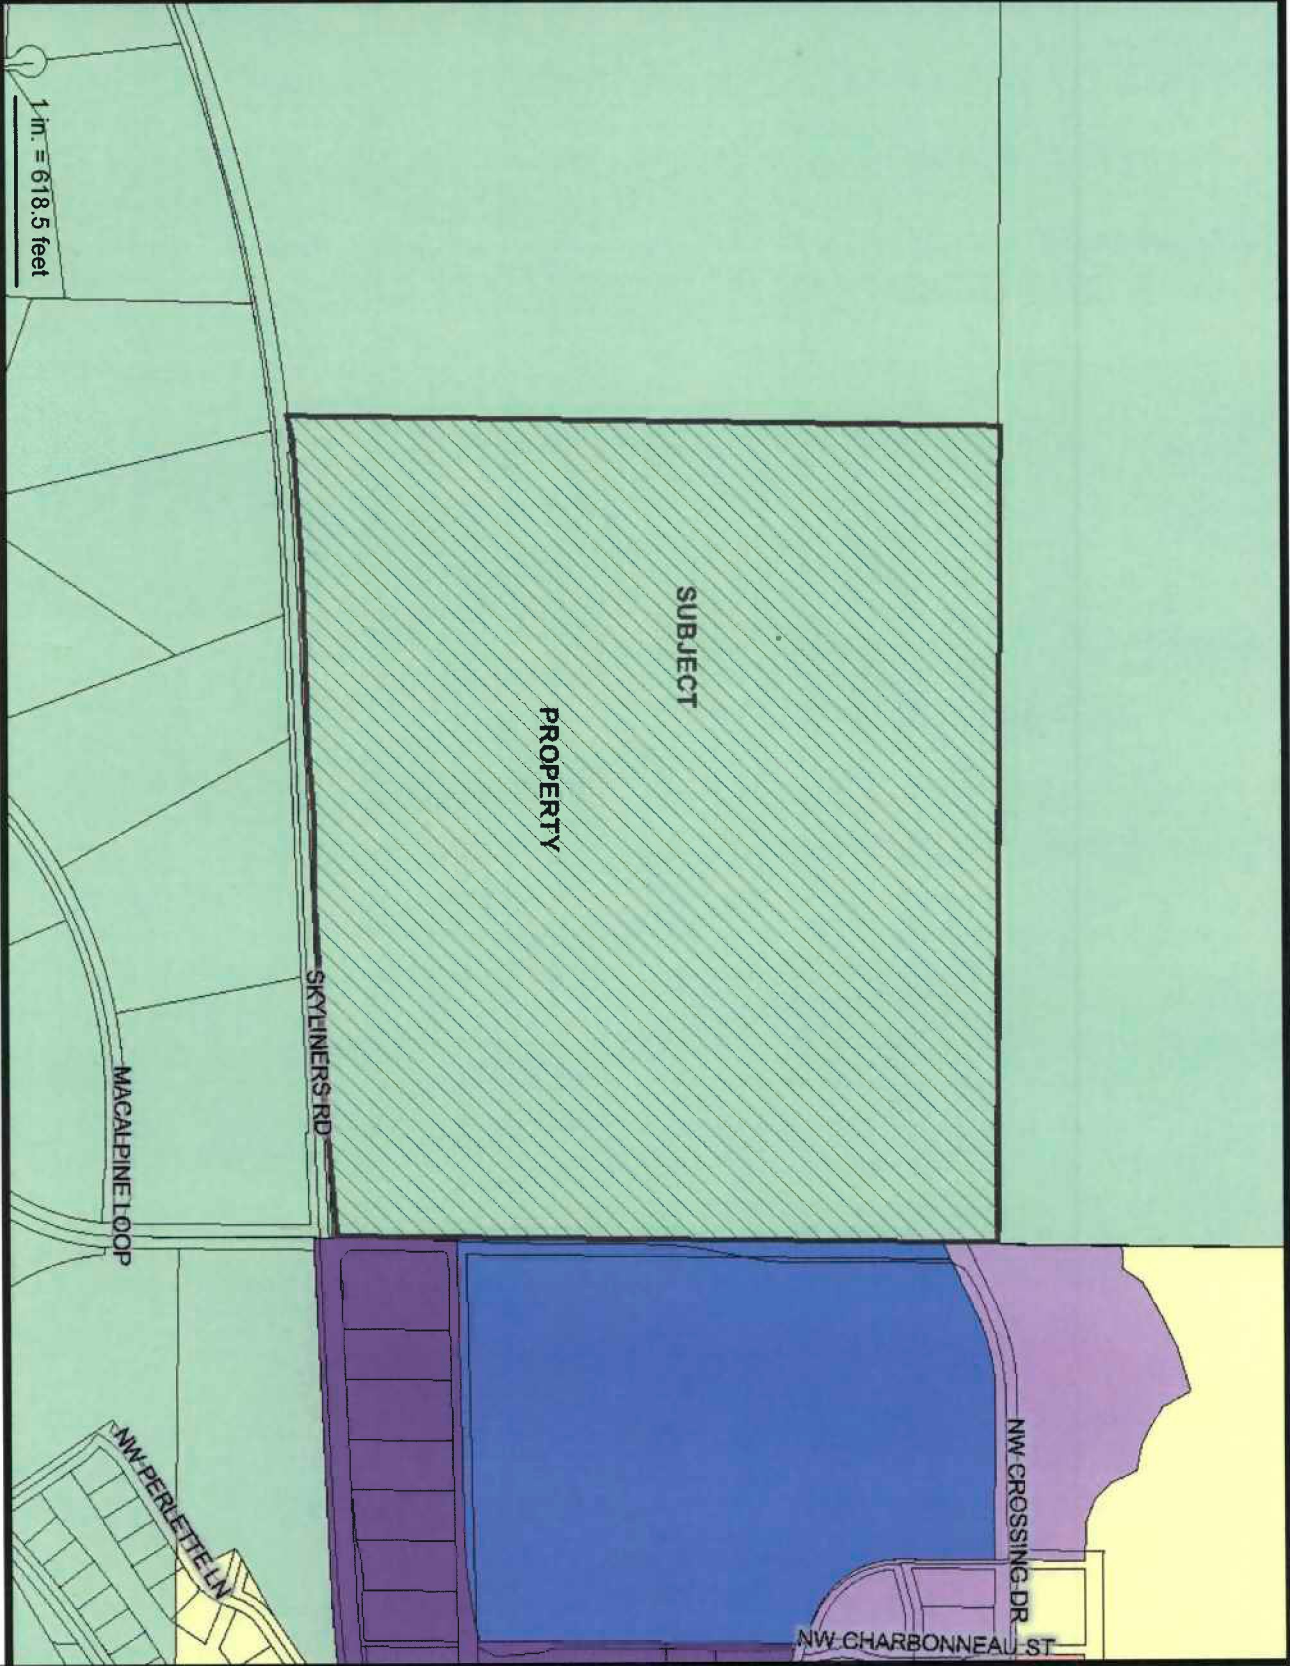 1 in. = 618.5 feet
SUBJECT
PROPERTY
SKYLINERS RD
MACALPINE LOOP
NW CROSSING DR
NW PERLETTE LN
NW CHARBONNEAU ST